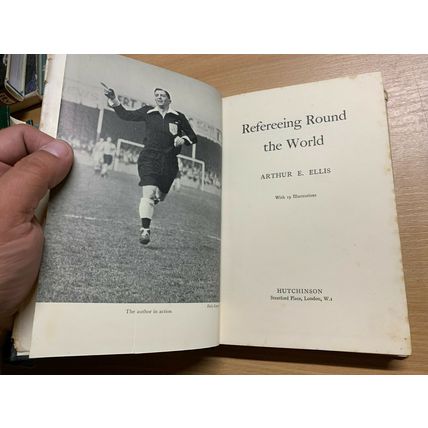 The author in action
Refereeing Round
the World
ARTHUR E. ELLIS
With 19 Illustrations
HUTCHINSON
Stratford Place, London, W.1